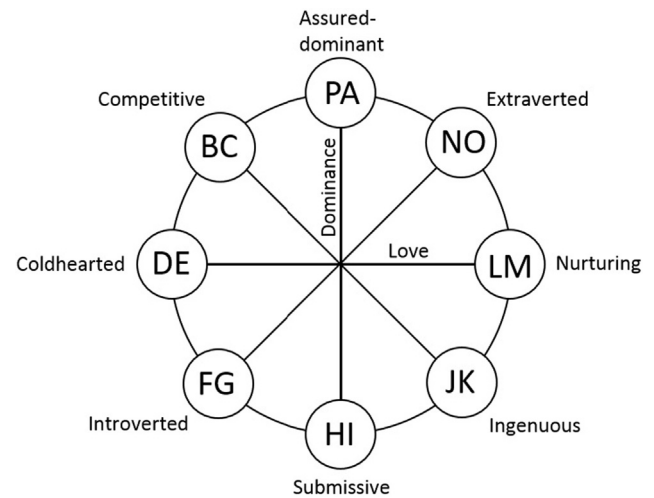 Assured-
dominant
PA
Competitive
Extraverted
BC
NO
Dominance
Love
Coldhearted
DE
LM
Nurturing
FG
JK
Introverted
HI
Ingenuous
Submissive